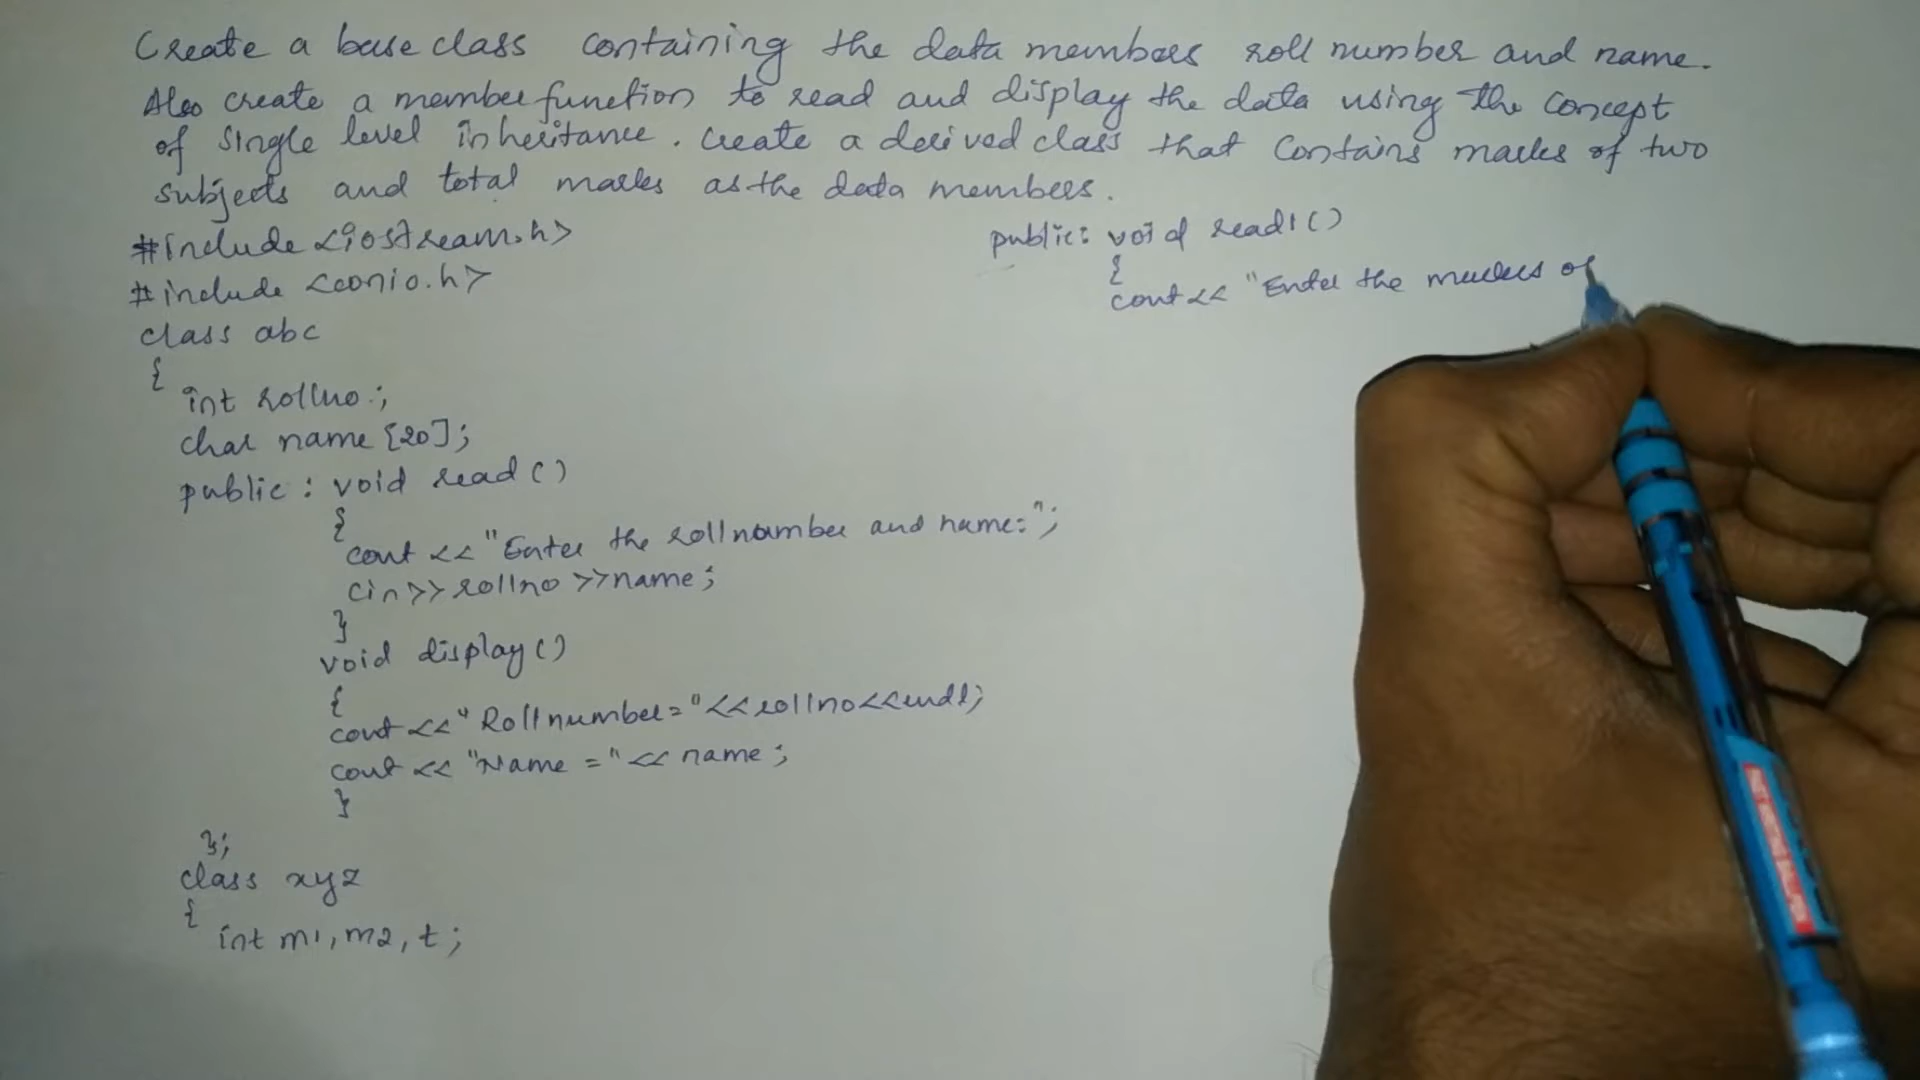 Create a base class containing the data members roll number and name.
Also create a member function to read and display the data using the concept
of single level inheritance. Create a derived class that contains marks of two
subjects and total marks as the data members.
#include <iostream.h>
#include <conio.h>
class abc
{
int rollno.;
char name [20];
public : void read ()
{
cout << "Enter the rollnumber and name=";
cin>> rollno >>name;
}
void display()
{
cout <<" Rollnumber= "<<rollno<<endl;
cout << "Name =" << name ;
}
};
class xyz
{
int m1, m2, t ;
public: void read1 ()
{
cout << "Enter the marks of